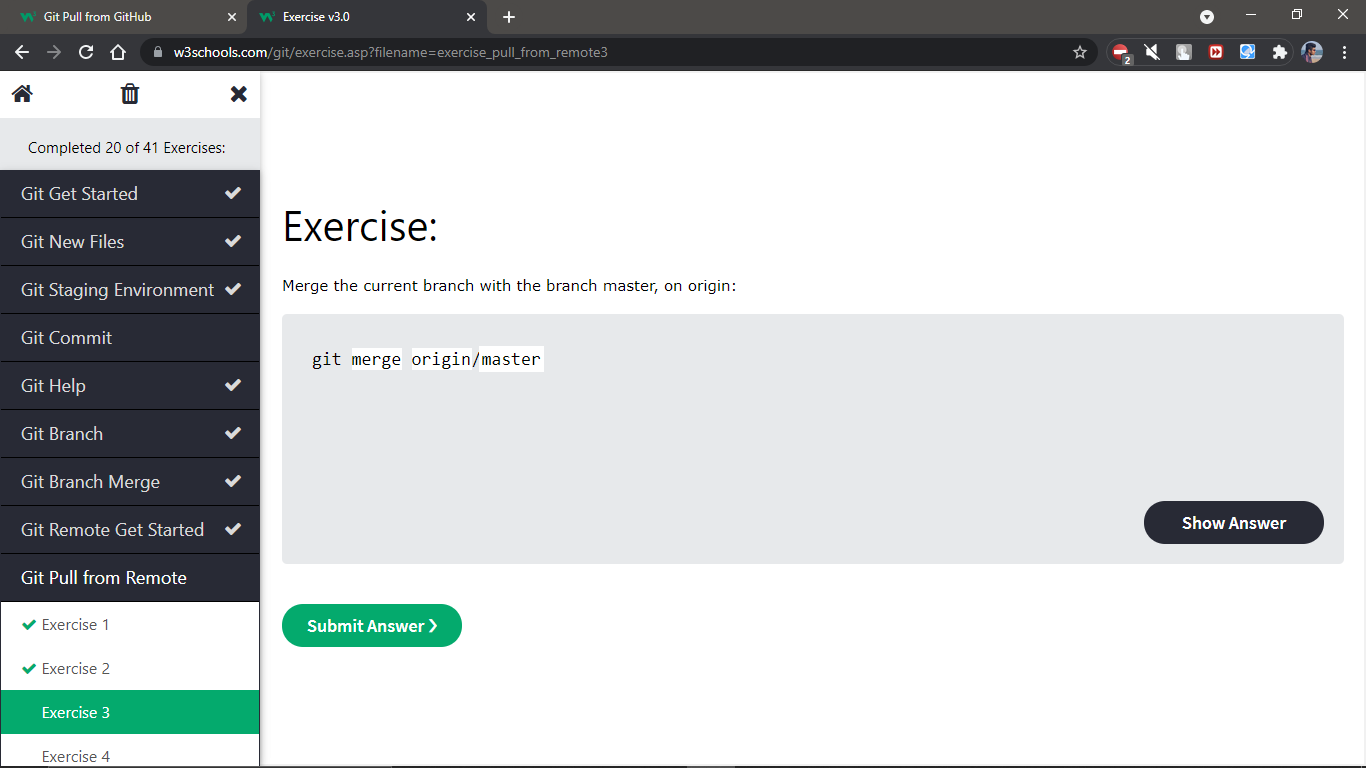 Git Pull from GitHub
Exercise v3.0
w3schools.com/git/exercise.asp?filename=exercise_pull_from_remote3
2
Completed 20 of 41 Exercises:
Git Get Started
Git New Files
Git Staging Environment
Git Commit
Git Help
Git Branch
Git Branch Merge
Git Remote Get Started
Git Pull from Remote
Exercise 1
Exercise 2
Exercise 3
Exercise 4
Exercise:
Merge the current branch with the branch master, on origin:
git merge origin/master
Show Answer
Submit Answer ❯